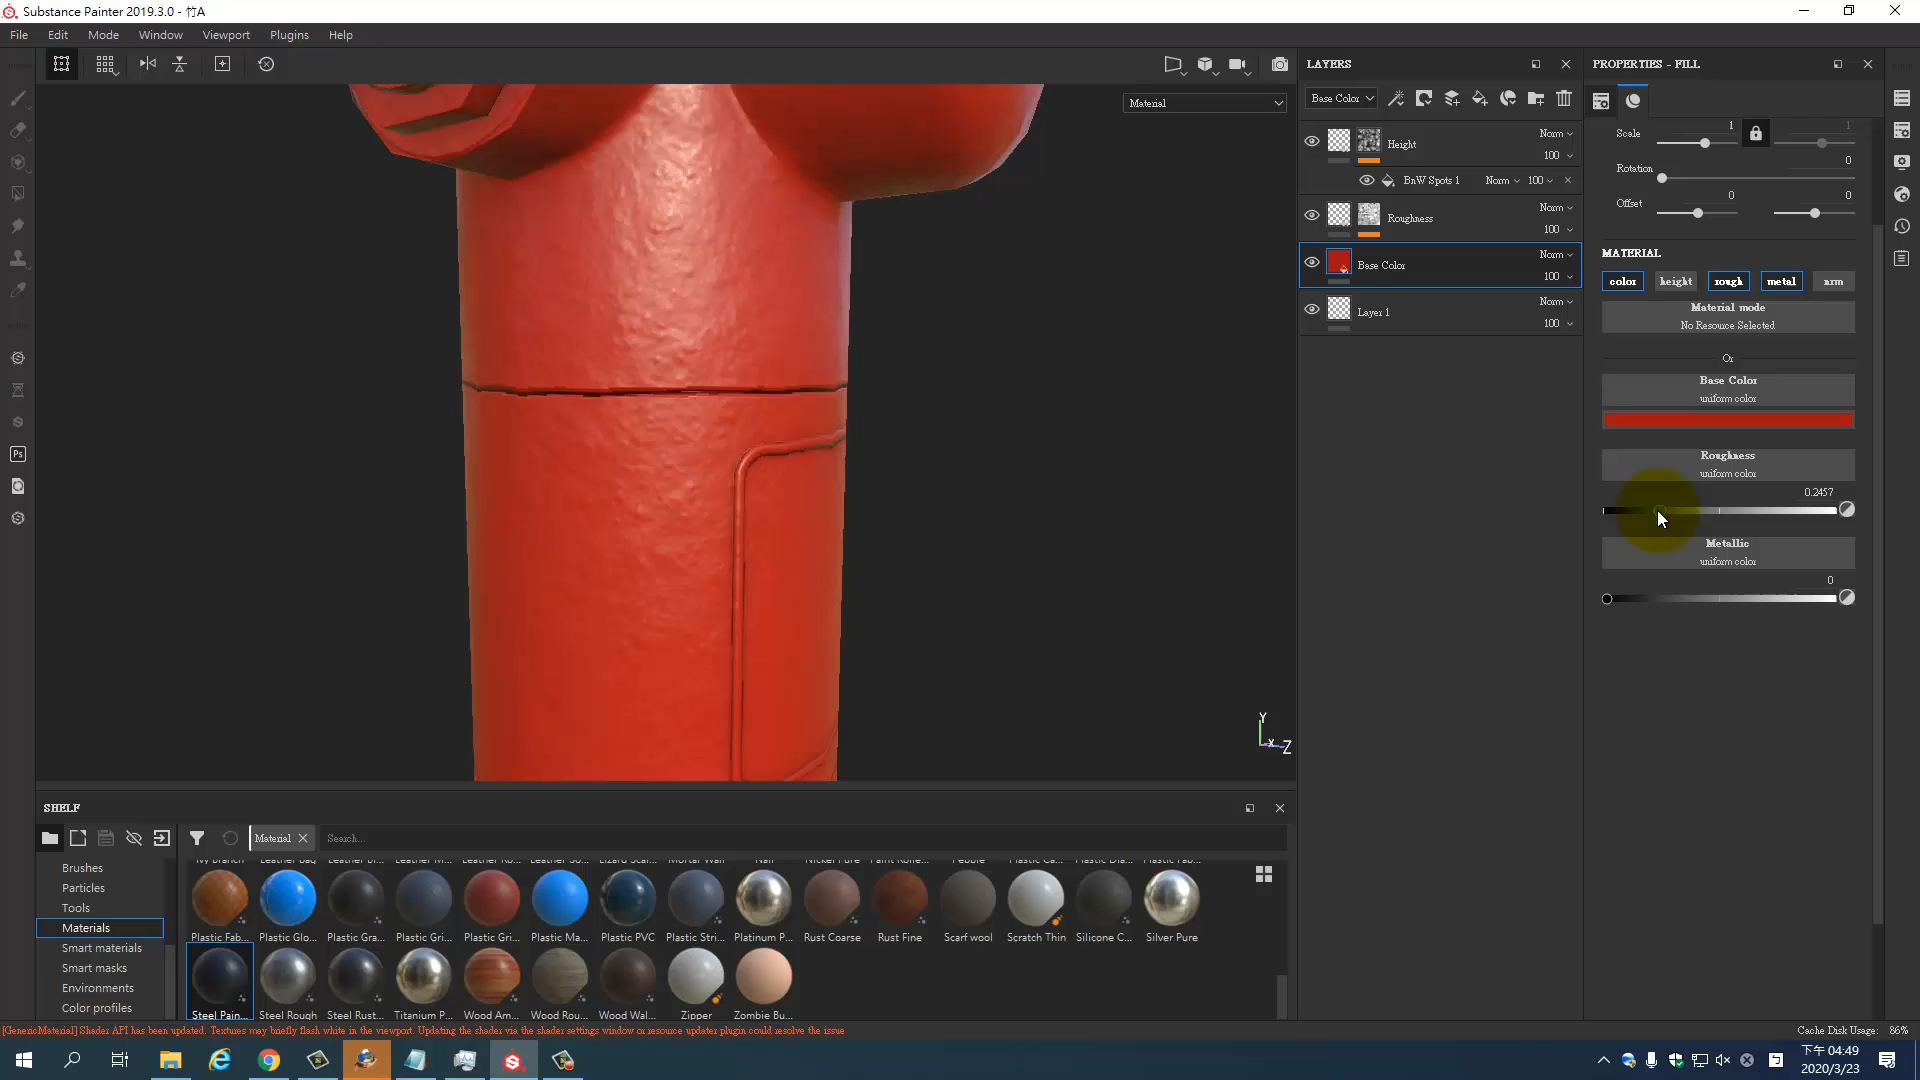 Substance Painter 2019.3.0 - 竹A
File Edit Mode Window Viewport Plugins Help
Material
LAYERS
Base Color
Height
Norm
100
BnW Spots 1 Norm 100
Roughness
Norm
100
Base Color
Norm
100
Layer 1
Norm
100
PROPERTIES - FILL
Scale 1 1
Rotation 0
Offset 0 0
MATERIAL
color height rough metal nrm
Material mode
No Resource Selected
Or
Base Color
uniform color
Roughness
uniform color
0.2457
Metallic
uniform color
0
Y
X
Z
SHELF
Material
Search...
Brushes
Particles
Tools
Materials
Smart materials
Smart masks
Environments
Color profiles
Plastic Fab... Plastic Glo... Plastic Gra... Plastic Gri... Plastic Gri... Plastic Ma... Plastic PVC Plastic Stri... Platinum P... Rust Coarse Rust Fine Scarf wool Scratch Thin Silicone C... Silver Pure
Steel Pain... Steel Rough Steel Rust... Titanium P... Wood Am... Wood Rou... Wood Wal... Zipper Zombie Bu...
[GenericMaterial] Shader API has been updated. Textures may briefly flash white in the viewport. Updating the shader via the shader settings window or resource updater plugin could resolve the issue
Cache Disk Usage: 86%
Ps
下午 04:49
2020/3/23